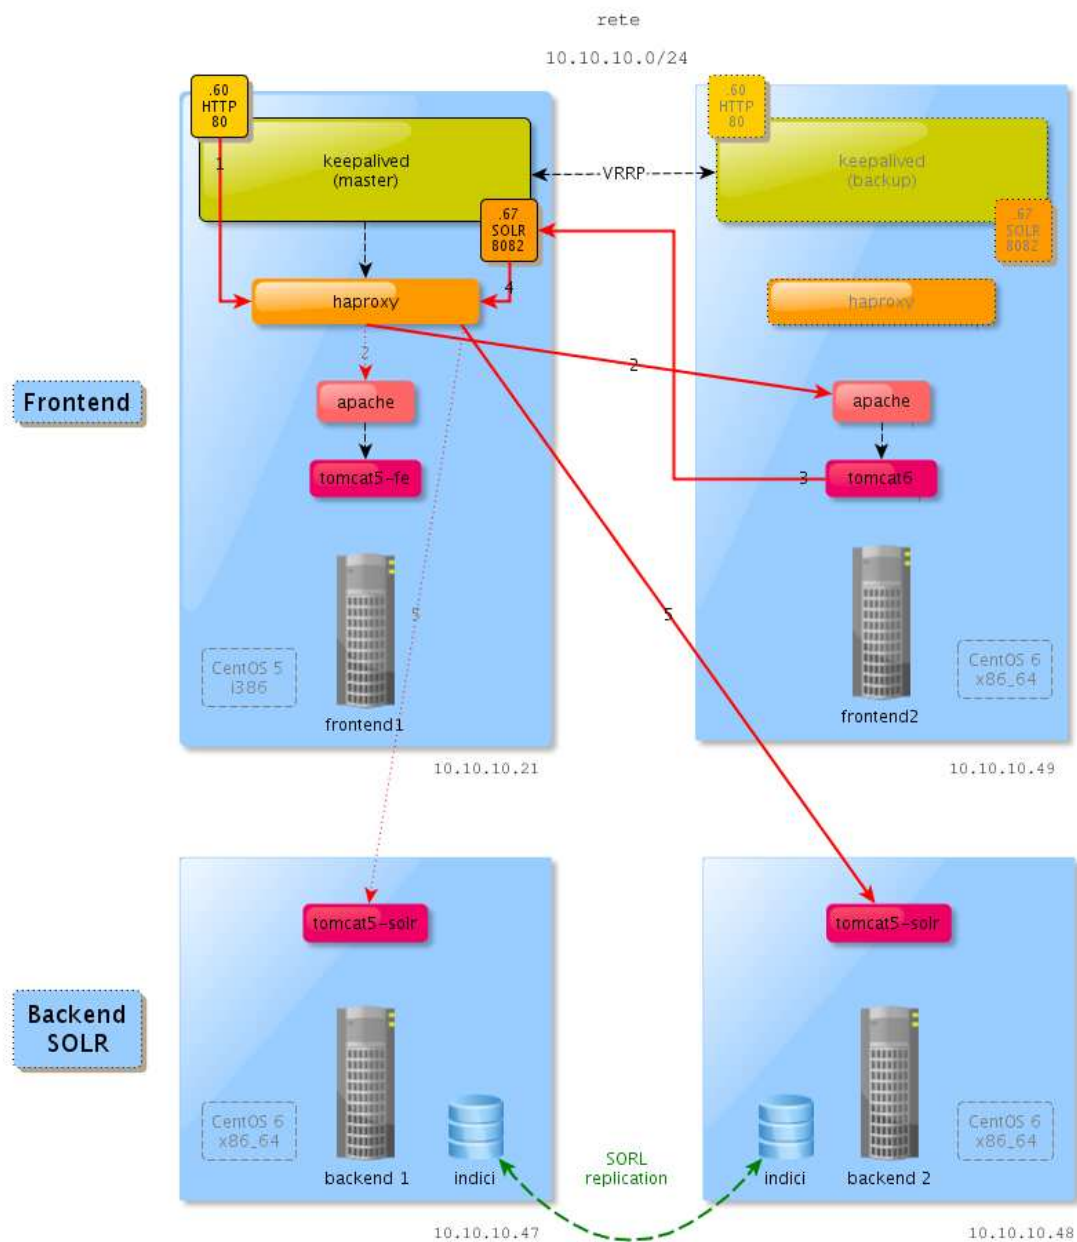 rete
10.10.10.0/24
.60
HTTP
80
.60
HTTP
80
1
keepalived
(master)
VRRP
keepalived
(backup)
.67
SOLR
8082
.67
SOLR
8082
4
haproxy
haproxy
2
2
Frontend
apache
apache
tomcat5-fe
3
tomcat6
5
5
CentOS 5
i386
CentOS 6
x86_64
frontend1
frontend2
10.10.10.21
10.10.10.49
tomcat5-solr
tomcat5-solr
Backend
SOLR
CentOS 6
x86_64
CentOS 6
x86_64
backend 1
indici
SORL
replication
indici
backend 2
10.10.10.47
10.10.10.48